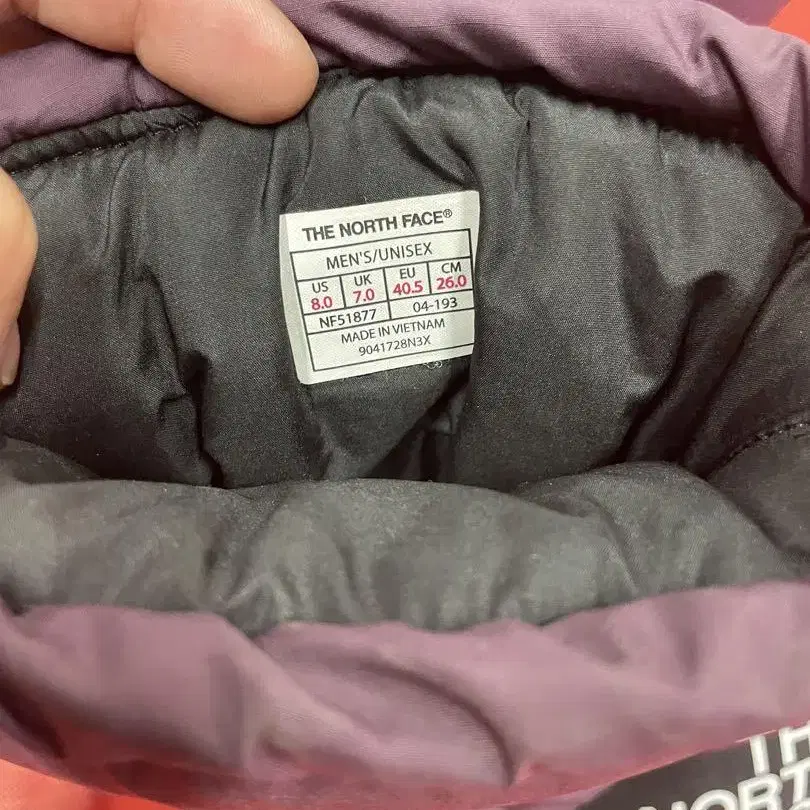 THE NORTH FACE®
MEN'S/UNISEX
US UK EU CM
8.0 7.0 40.5 26.0
NF51877 04-193
MADE IN VIETNAM
9041728N3X